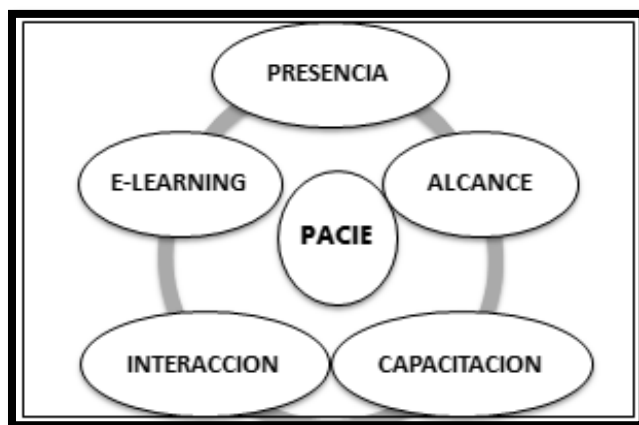 PRESENCIA
E-LEARNING
ALCANCE
PACIE
INTERACCION
CAPACITACION